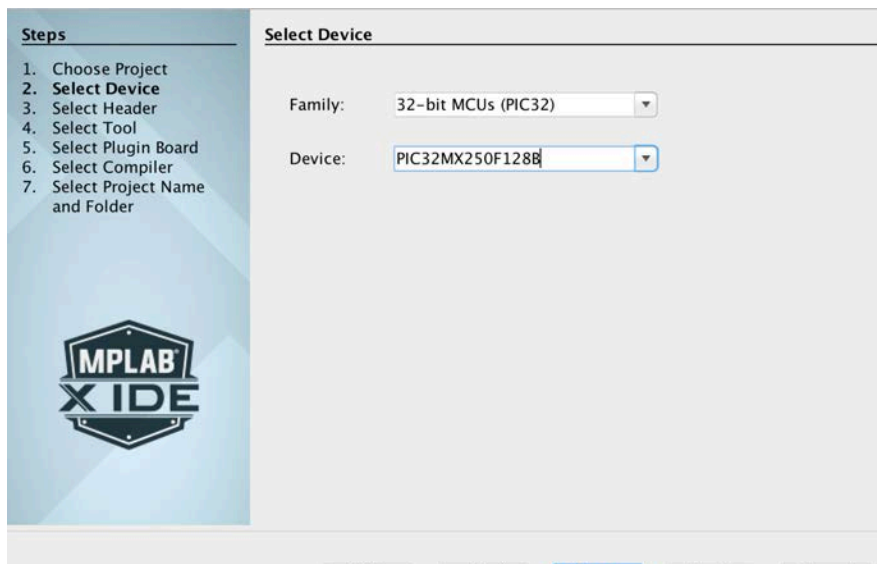 Steps
1. Choose Project
2. Select Device
3. Select Header
4. Select Tool
5. Select Plugin Board
6. Select Compiler
7. Select Project Name
and Folder
MPLAB
X IDE
Select Device
Family: 32-bit MCUs (PIC32)
Device: PIC32MX250F128B